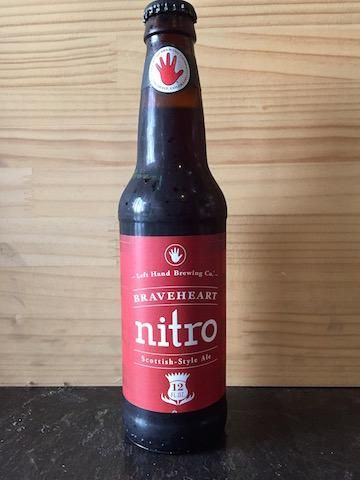 Left Hand Brewing Co.
BRAVEHEART
nitro
Scottish-Style Ale
12
FL.OZ.